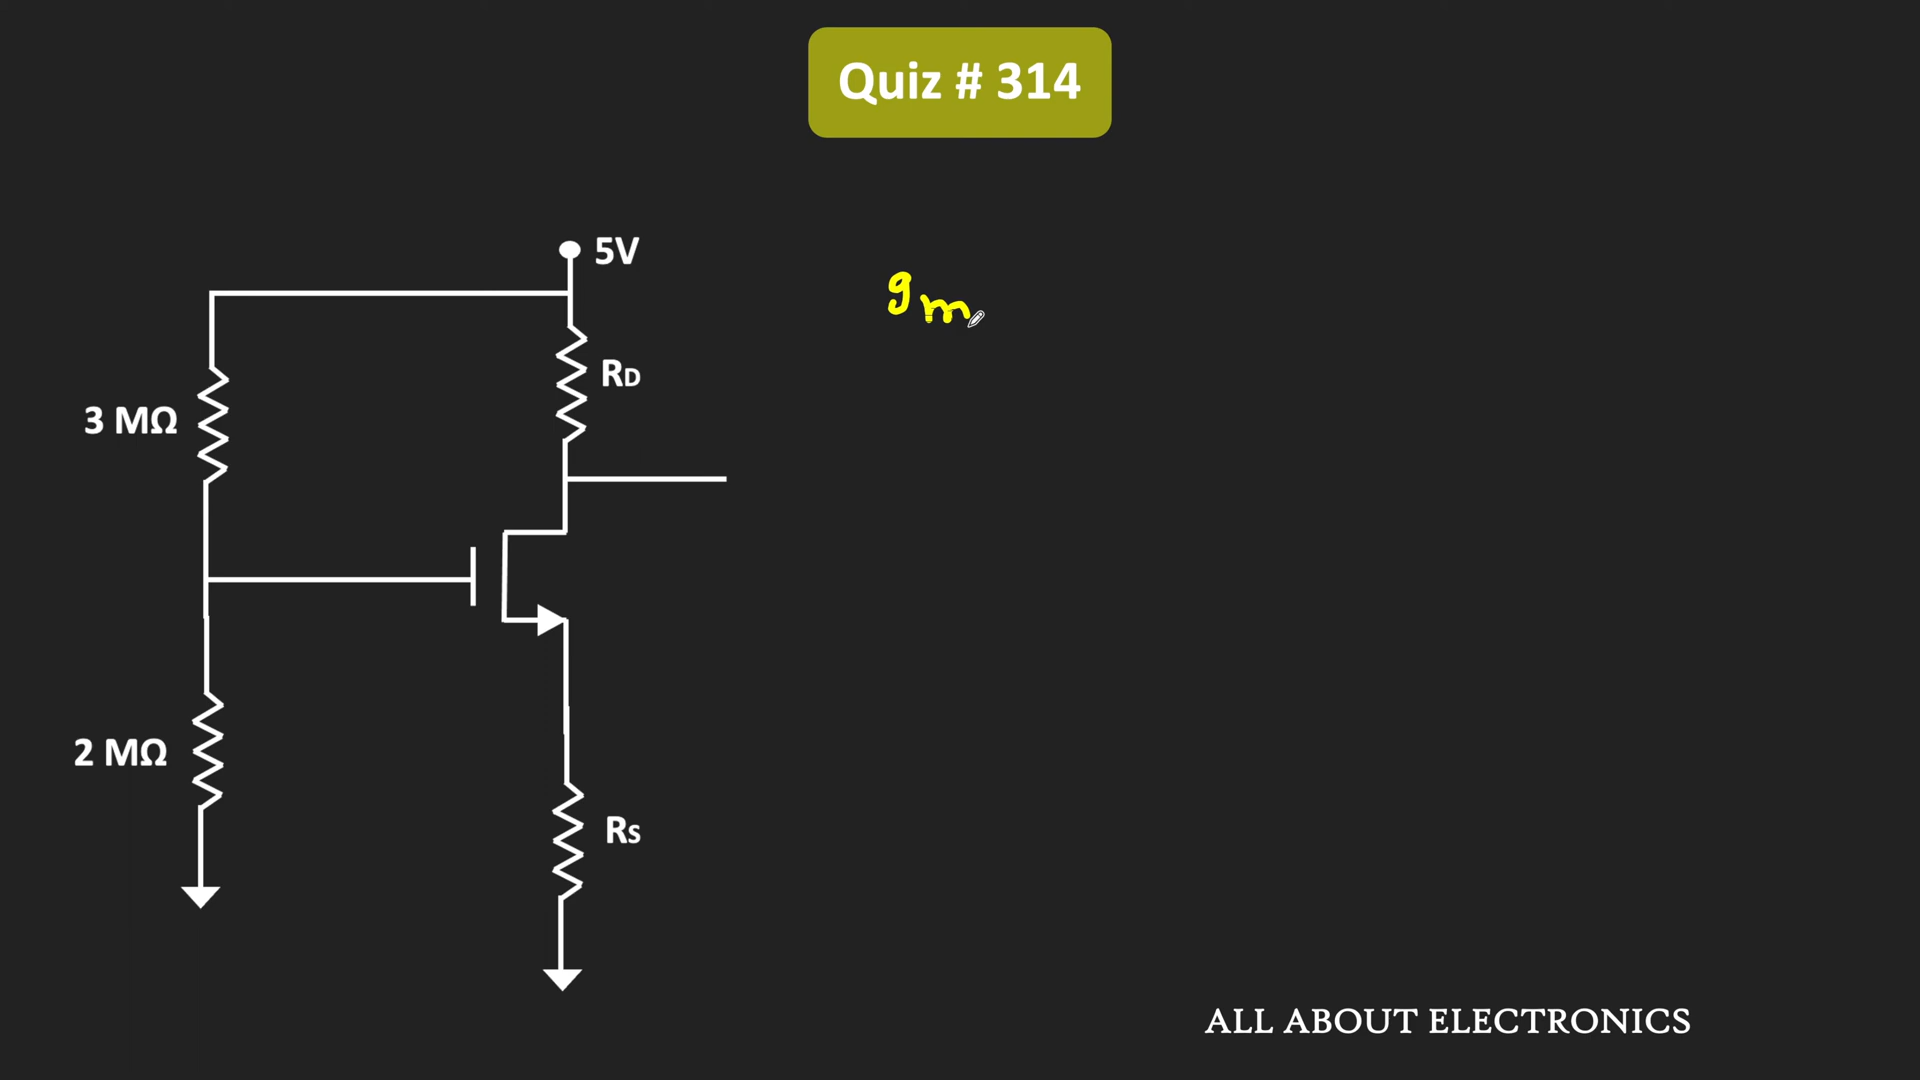 Quiz # 314
5V
gm
RD
3 MΩ
2 MΩ
RS
ALL ABOUT ELECTRONICS